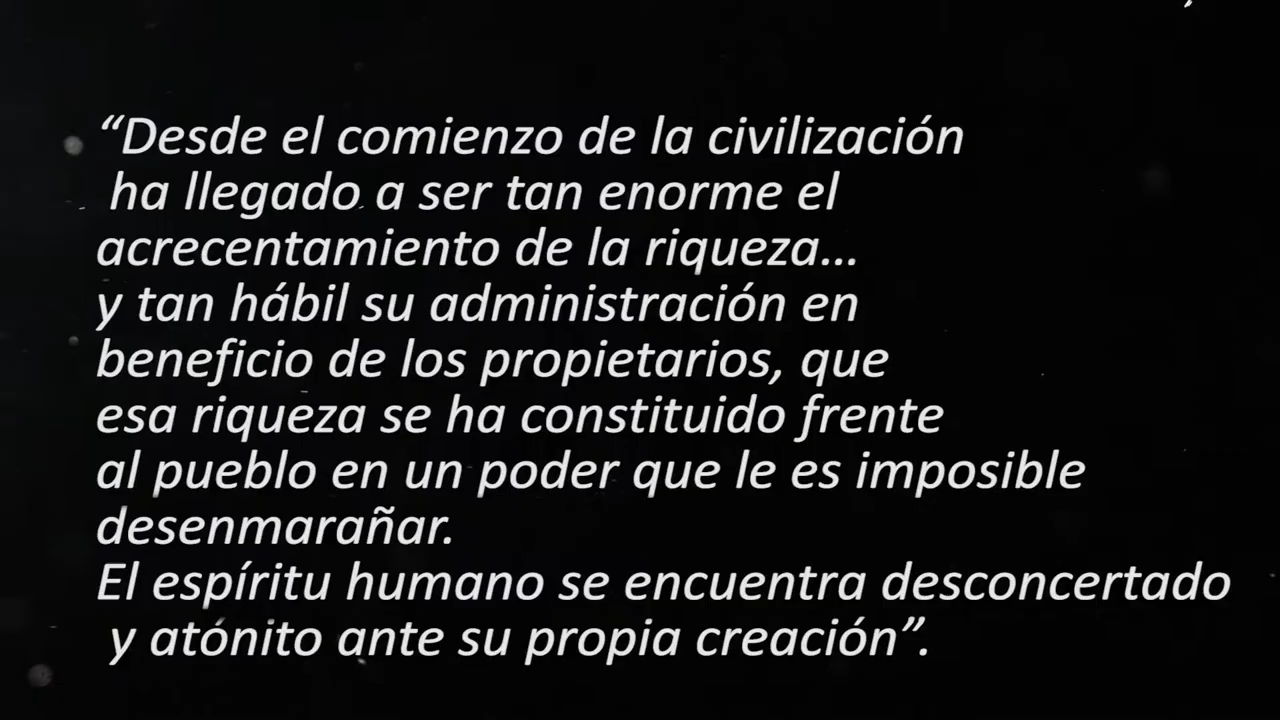 “Desde el comienzo de la civilización
ha llegado a ser tan enorme el
acrecentamiento de la riqueza...
y tan hábil su administración en
beneficio de los propietarios, que
esa riqueza se ha constituido frente
al pueblo en un poder que le es imposible
desenmarañar.
El espíritu humano se encuentra desconcertado
y atónito ante su propia creación”.